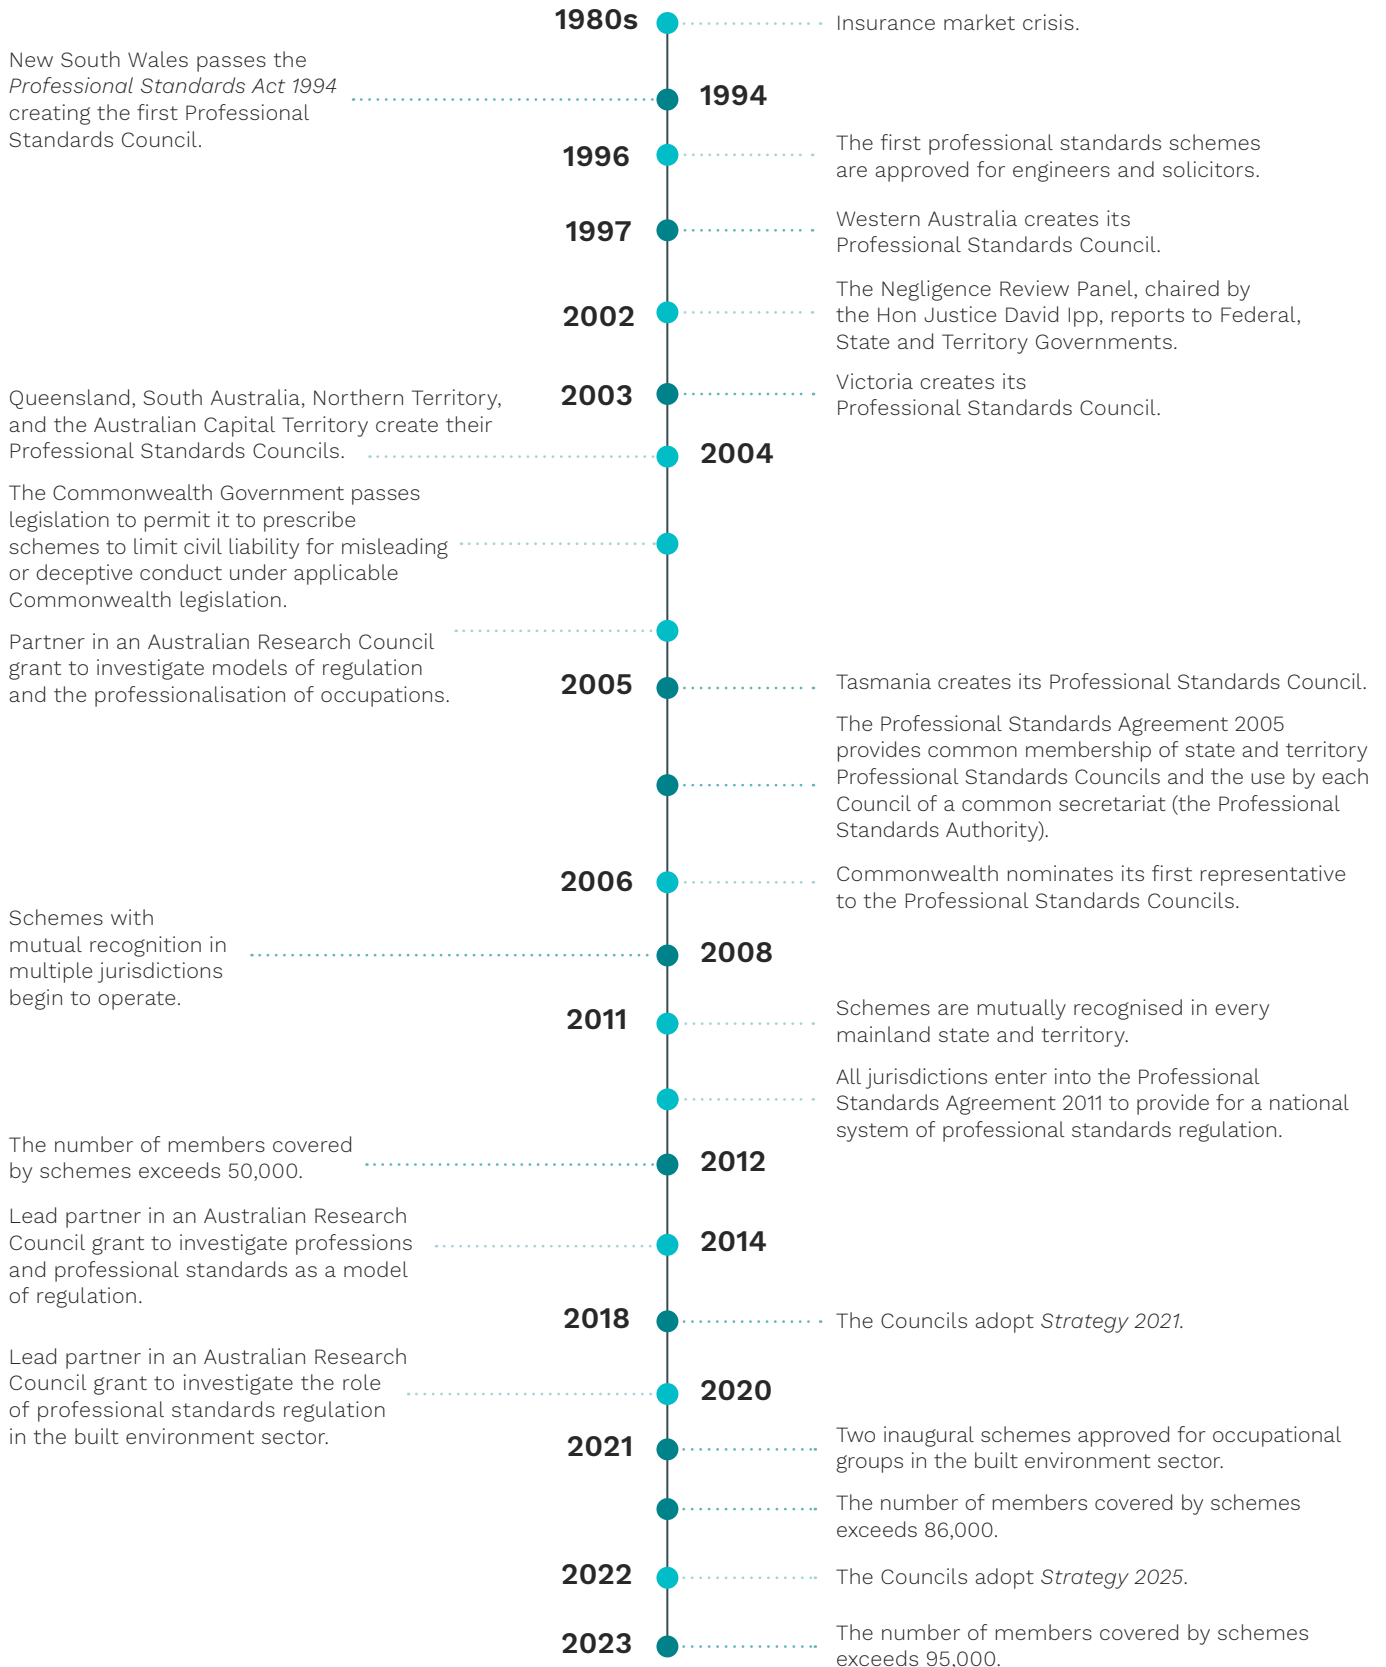 1980s
Insurance market crisis.
New South Wales passes the
Professional Standards Act 1994
creating the first Professional
Standards Council.
1994
1996
The first professional standards schemes
are approved for engineers and solicitors.
1997
Western Australia creates its
Professional Standards Council.
2002
The Negligence Review Panel, chaired by
the Hon Justice David Ipp, reports to Federal,
State and Territory Governments.
2003
Victoria creates its
Professional Standards Council.
Queensland, South Australia, Northern Territory,
and the Australian Capital Territory create their
Professional Standards Councils.
2004
The Commonwealth Government passes
legislation to permit it to prescribe
schemes to limit civil liability for misleading
or deceptive conduct under applicable
Commonwealth legislation.
Partner in an Australian Research Council
grant to investigate models of regulation
and the professionalisation of occupations.
2005
Tasmania creates its Professional Standards Council.
The Professional Standards Agreement 2005
provides common membership of state and territory
Professional Standards Councils and the use by each
Council of a common secretariat (the Professional
Standards Authority).
2006
Commonwealth nominates its first representative
to the Professional Standards Councils.
Schemes with
mutual recognition in
multiple jurisdictions
begin to operate.
2008
2011
Schemes are mutually recognised in every
mainland state and territory.
All jurisdictions enter into the Professional
Standards Agreement 2011 to provide for a national
system of professional standards regulation.
The number of members covered
by schemes exceeds 50,000.
2012
Lead partner in an Australian Research
Council grant to investigate professions
and professional standards as a model
of regulation.
2014
2018
The Councils adopt Strategy 2021.
Lead partner in an Australian Research
Council grant to investigate the role
of professional standards regulation
in the built environment sector.
2020
2021
Two inaugural schemes approved for occupational
groups in the built environment sector.
The number of members covered by schemes
exceeds 86,000.
2022
The Councils adopt Strategy 2025.
2023
The number of members covered by schemes
exceeds 95,000.